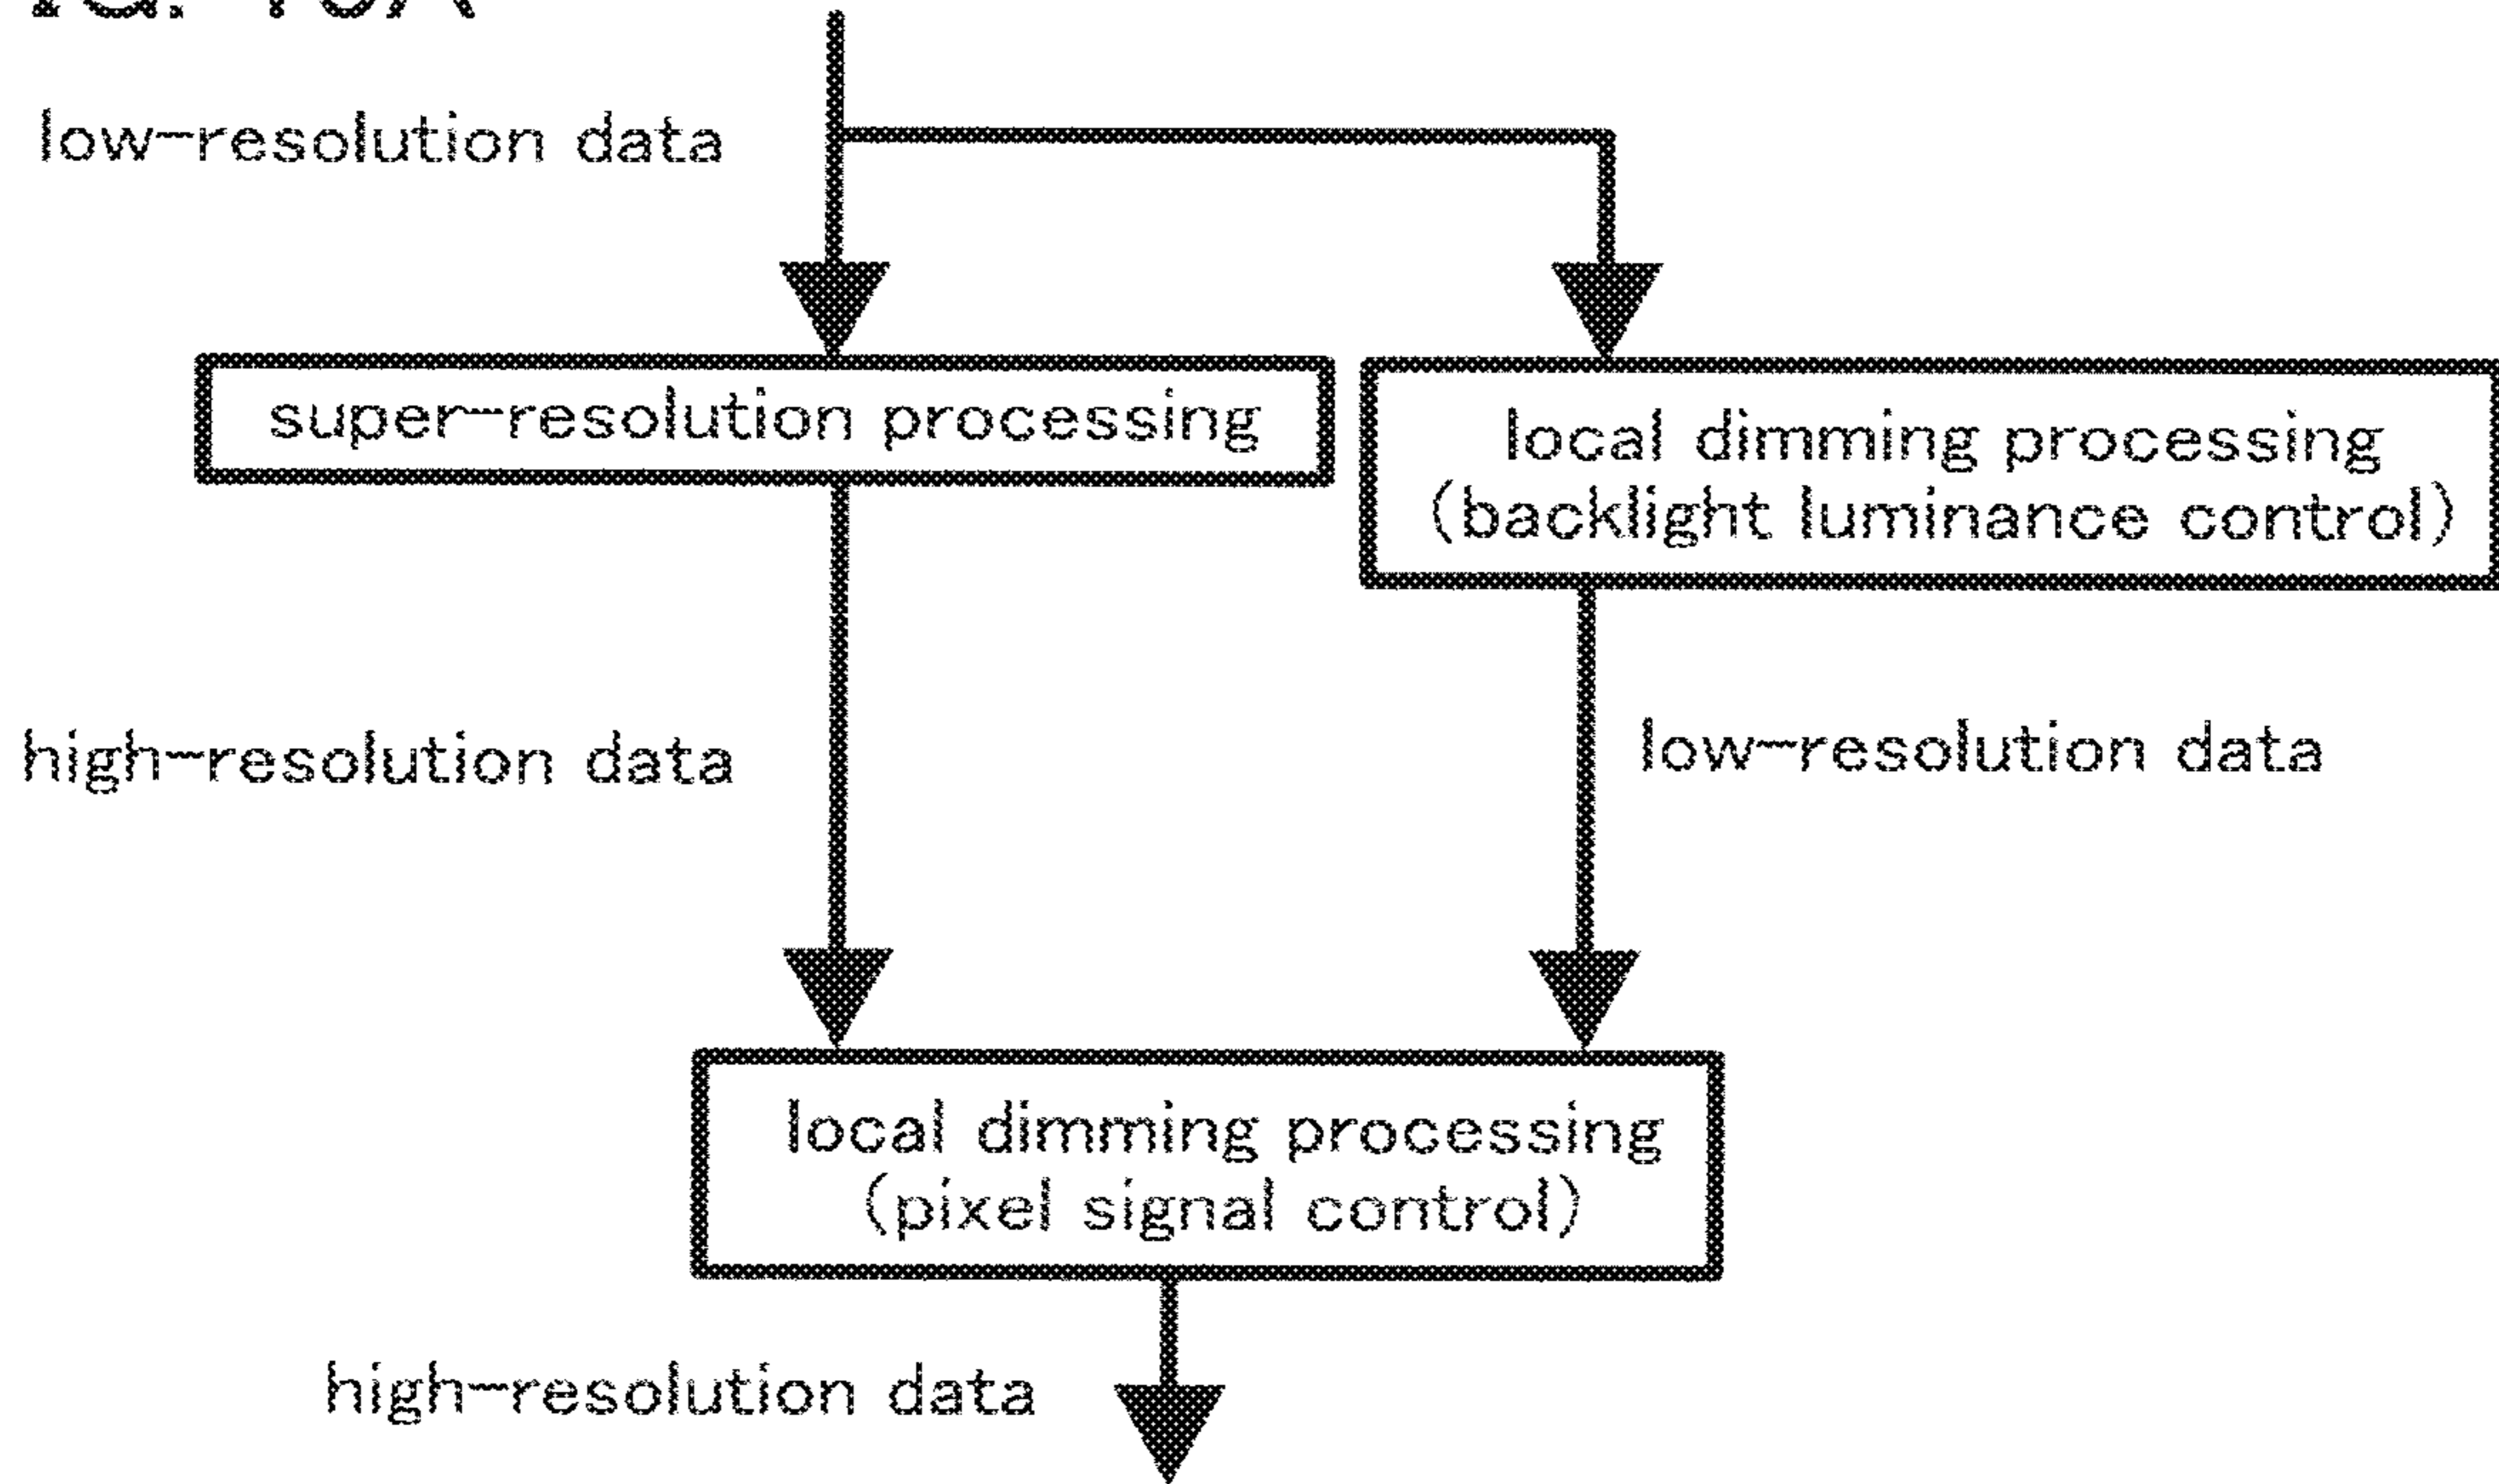 low-resolution data
super-resolution processing
local dimming processing
(backlight luminance control)
high-resolution data
low-resolution data
local dimming processing
(pixel signal control)
high-resolution data